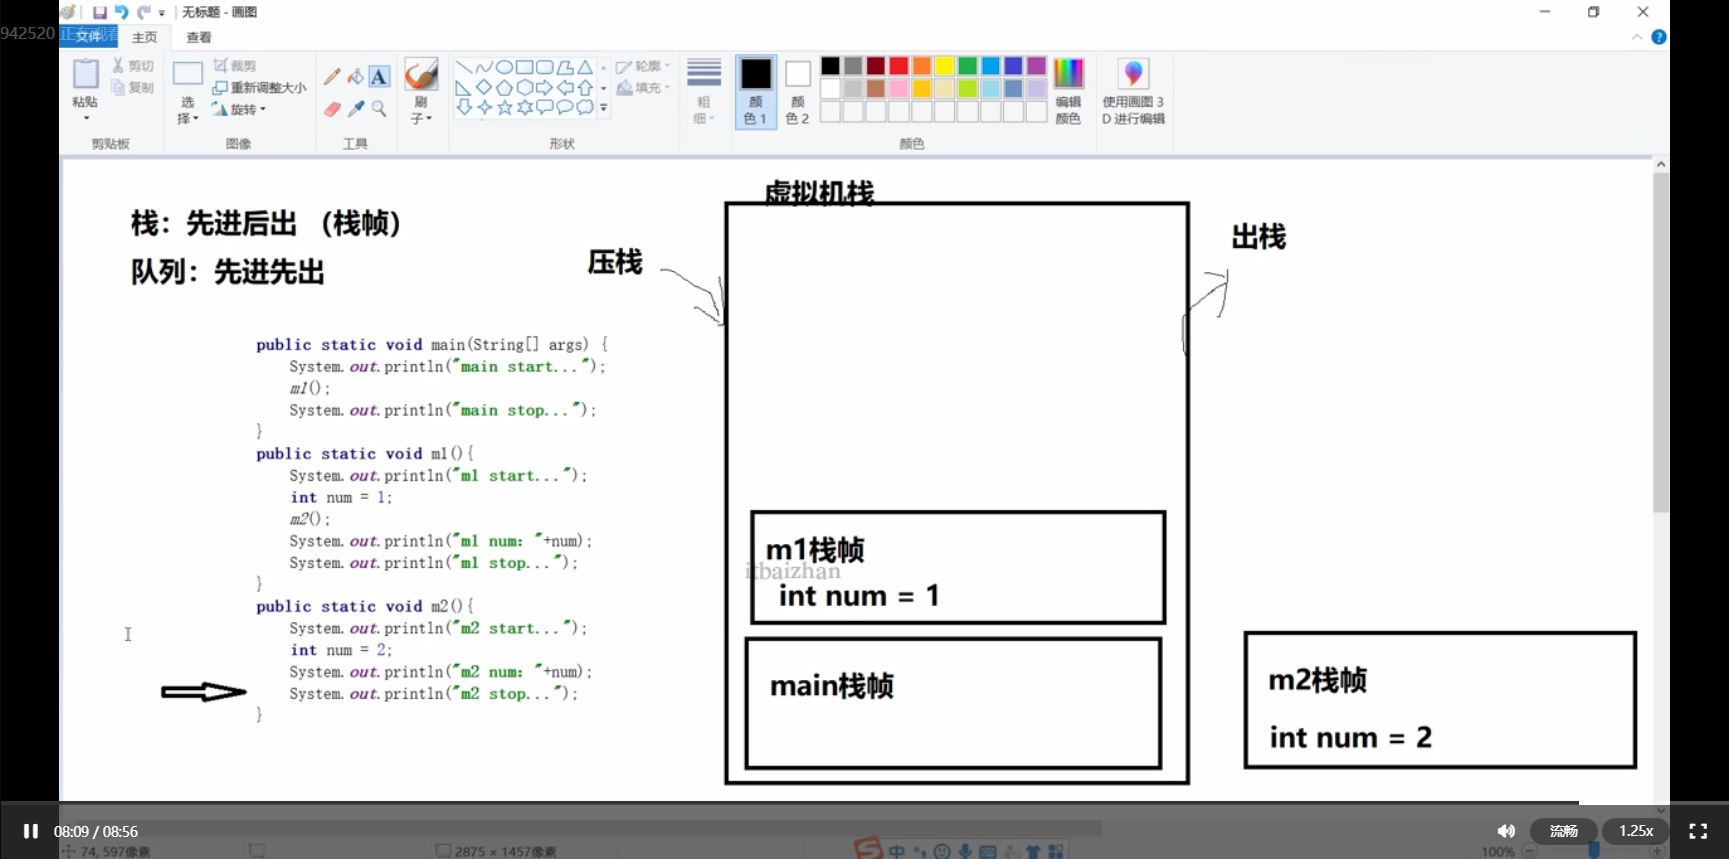 无标题 - 画图
942520 正在观看
文件 主页 查看
粘贴
剪切
复制
剪贴板
选择
裁剪
重新调整大小
旋转
图像
A
工具
刷子
形状
轮廓
填充
粗细
颜色 1
颜色 2
颜色
编辑颜色
使用画图 3D 进行编辑
栈：先进后出 （栈帧）
队列：先进先出
压栈
虚拟机栈
出栈
public static void main(String[] args) {
System.out.println("main start...");
m1();
System.out.println("main stop...");
}
public static void m1(){
System.out.println("m1 start...");
int num = 1;
m2();
System.out.println("m1 num: "+num);
System.out.println("m1 stop...");
}
public static void m2(){
System.out.println("m2 start...");
int num = 2;
System.out.println("m2 num: "+num);
System.out.println("m2 stop...");
}
m1栈帧
itbaizhan
int num = 1
main栈帧
m2栈帧
int num = 2
08:09 / 08:56
流畅
1.25x
74, 597像素
2875 × 1457像素
中
100%